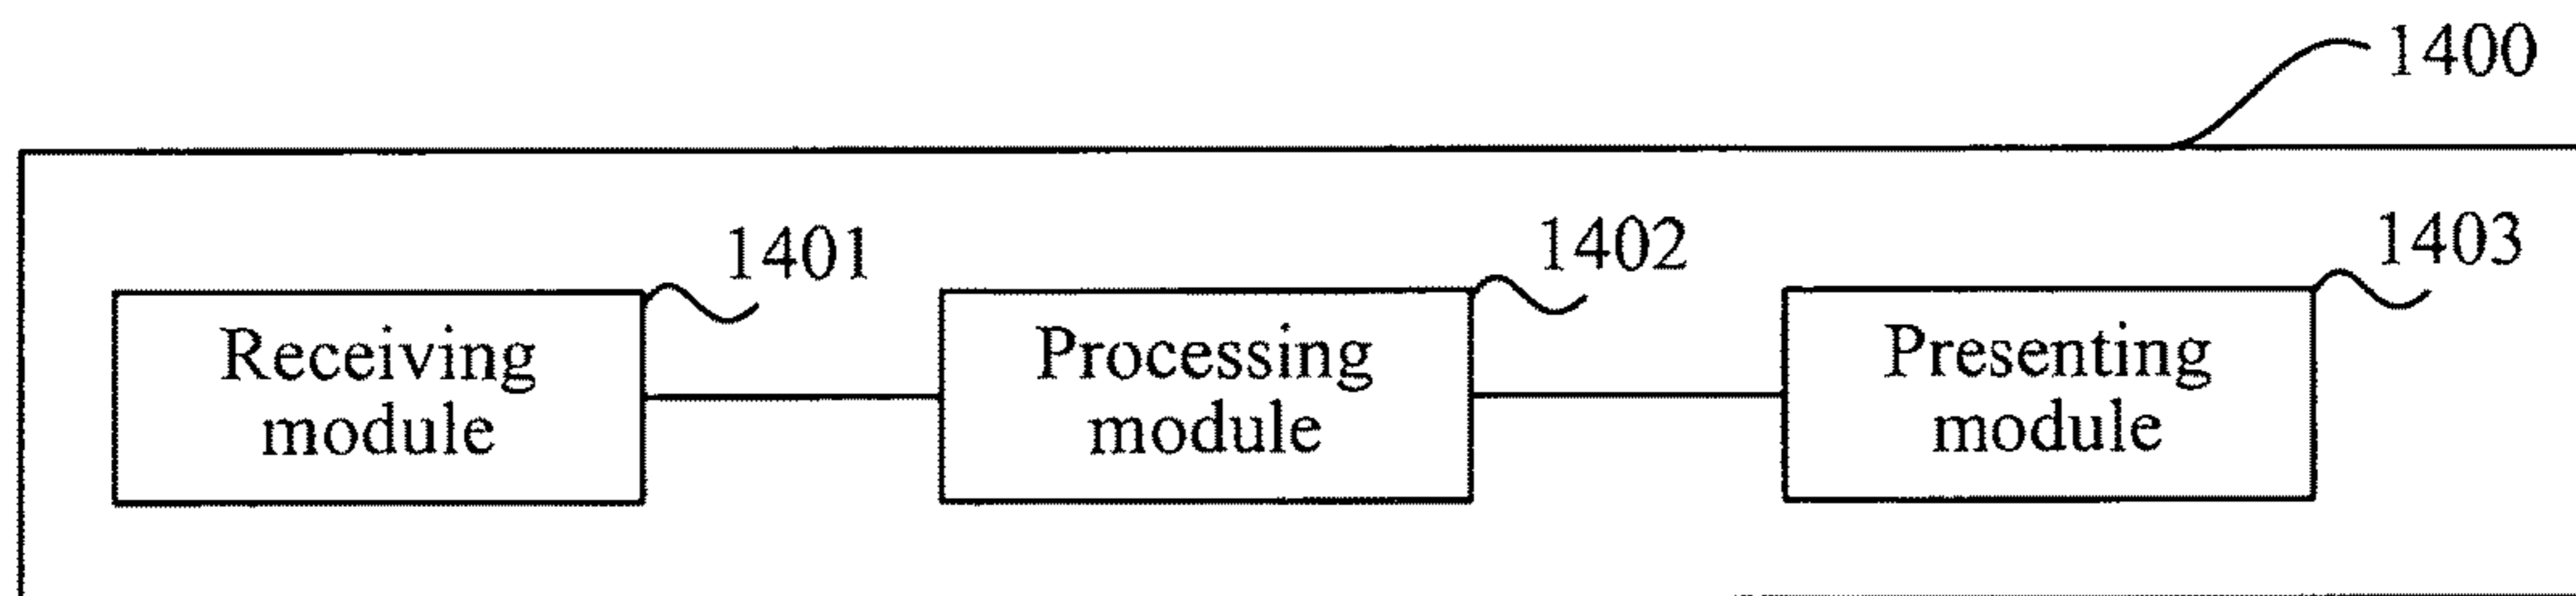 1400
1401
1402
1403
Receiving
module
Processing
module
Presenting
module